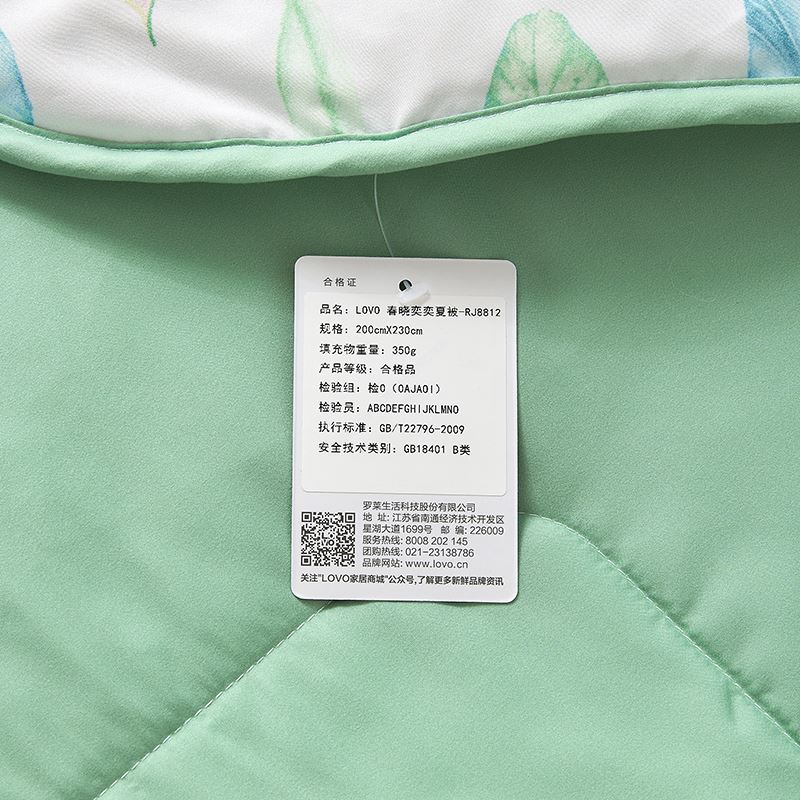 合格证
品名：LOVO 春晓奕奕夏被-RJ8812
规格：200cmX230cm
填充物重量：350g
产品等级：合格品
检验组：检0（OAJAOI）
检验员：ABCDEFGHIJKLMNO
执行标准：GB/T22796-2009
安全技术类别：GB18401 B类
罗莱生活科技股份有限公司
地 址：江苏省南通经济技术开发区
星湖大道1699号 邮 编：226009
服务热线：8008 202 145
团购热线：021-23138786
品牌网站：www.lovo.cn
关注"LOVO家居商城"公众号,了解更多新鲜品牌资讯